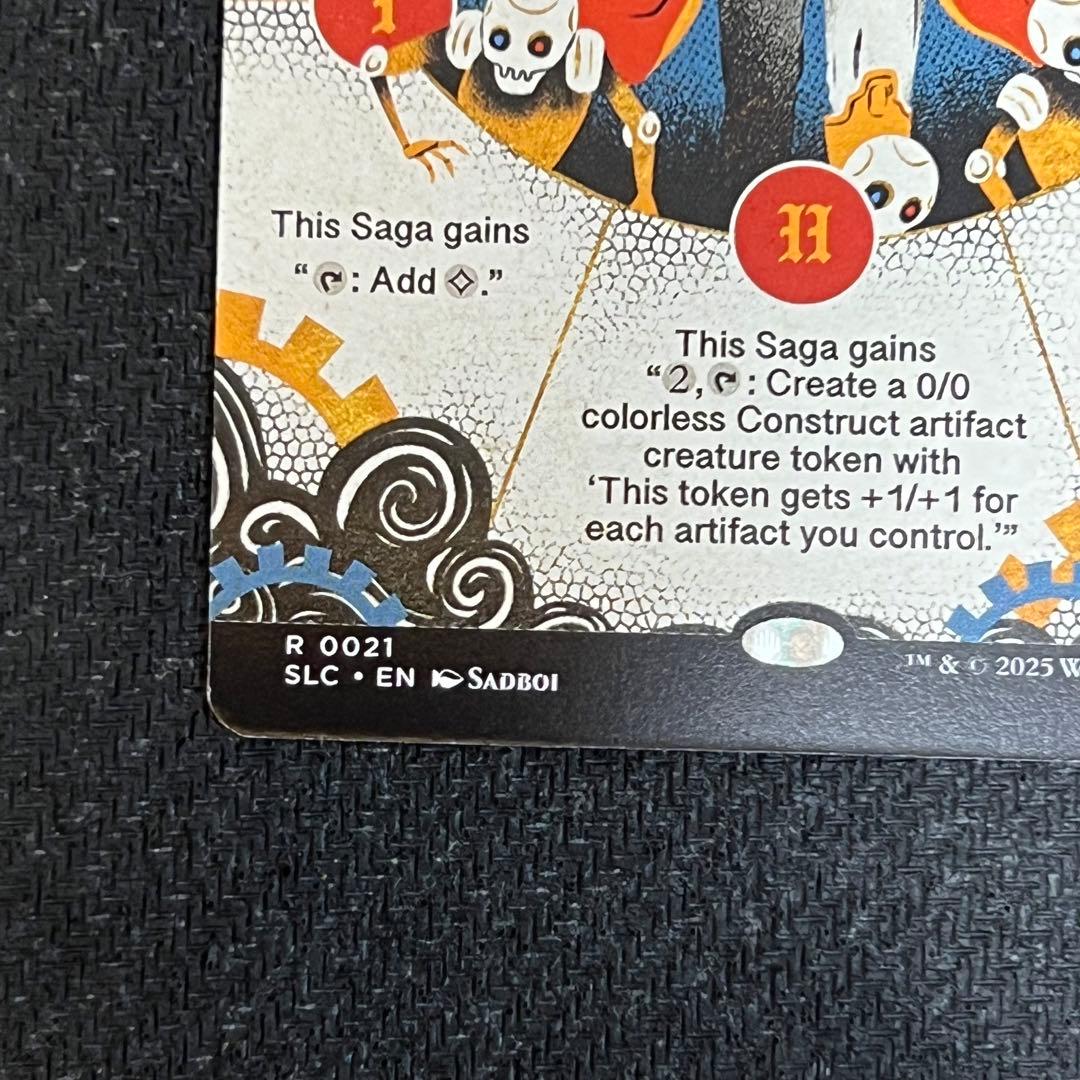 I
II
This Saga gains
“: Add .”
This Saga gains
“2, : Create a 0/0
colorless Construct artifact
creature token with
‘This token gets +1/+1 for
each artifact you control.’”
R 0021
SLC • EN SADBOI
™ & © 2025 W